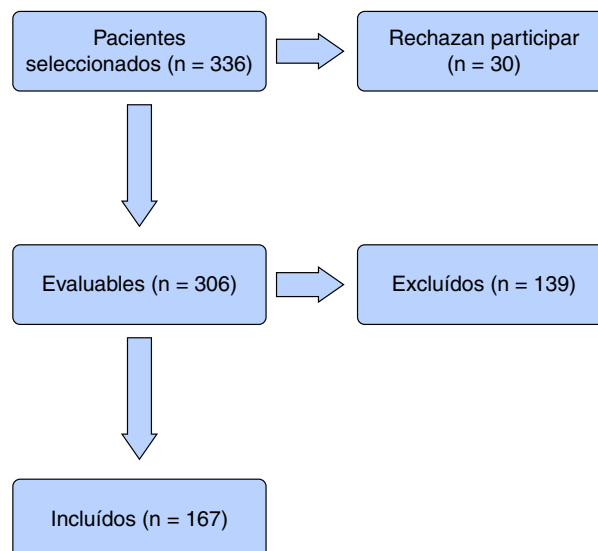 Pacientes
seleccionados (n = 336)
Rechazan participar
(n = 30)
Evaluables (n = 306)
Excluídos (n = 139)
Incluídos (n = 167)